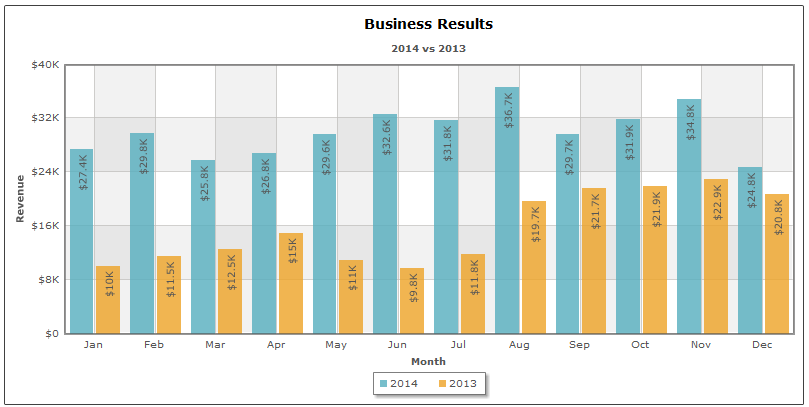 Business Results
2014 vs 2013
$40K
$32K
$24K
$16K
$8K
$0
Revenue
$27.4K
$10K
$29.8K
$11.5K
$25.8K
$12.5K
$26.8K
$15K
$29.6K
$11K
$32.6K
$9.8K
$31.8K
$11.8K
$36.7K
$19.7K
$29.7K
$21.7K
$31.9K
$21.9K
$34.8K
$22.9K
$24.8K
$20.8K
Jan Feb Mar Apr May Jun Jul Aug Sep Oct Nov Dec
Month
2014 2013